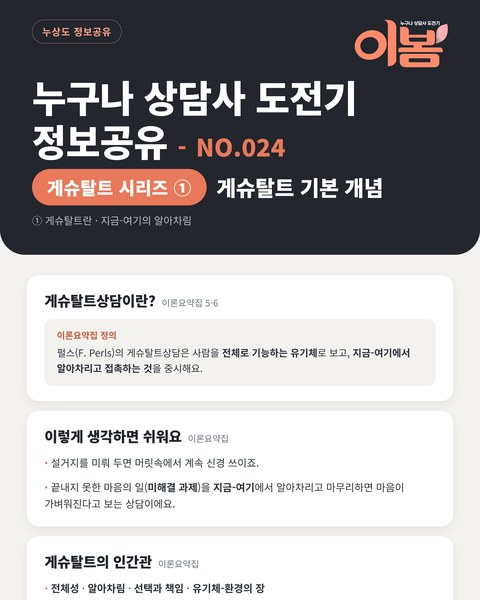 누상도 정보공유
누구나 상담사 도전기
이봄
누구나 상담사 도전기
정보공유 - NO.024
게슈탈트 시리즈 ① 게슈탈트 기본 개념
① 게슈탈트란 · 지금-여기의 알아차림
게슈탈트상담이란? 이론요약집 5-6
이론요약집 정의
펄스(F. Perls)의 게슈탈트상담은 사람을 전체로 기능하는 유기체로 보고, 지금-여기에서
알아차리고 접촉하는 것을 중시해요.
이렇게 생각하면 쉬워요 이론요약집
· 설거지를 미뤄 두면 머릿속에서 계속 신경 쓰이죠.
· 끝내지 못한 마음의 일(미해결 과제)을 지금-여기에서 알아차리고 마무리하면 마음이
가벼워진다고 보는 상담이에요.
게슈탈트의 인간관 이론요약집
· 전체성 · 알아차림 · 선택과 책임 · 유기체-환경의 장